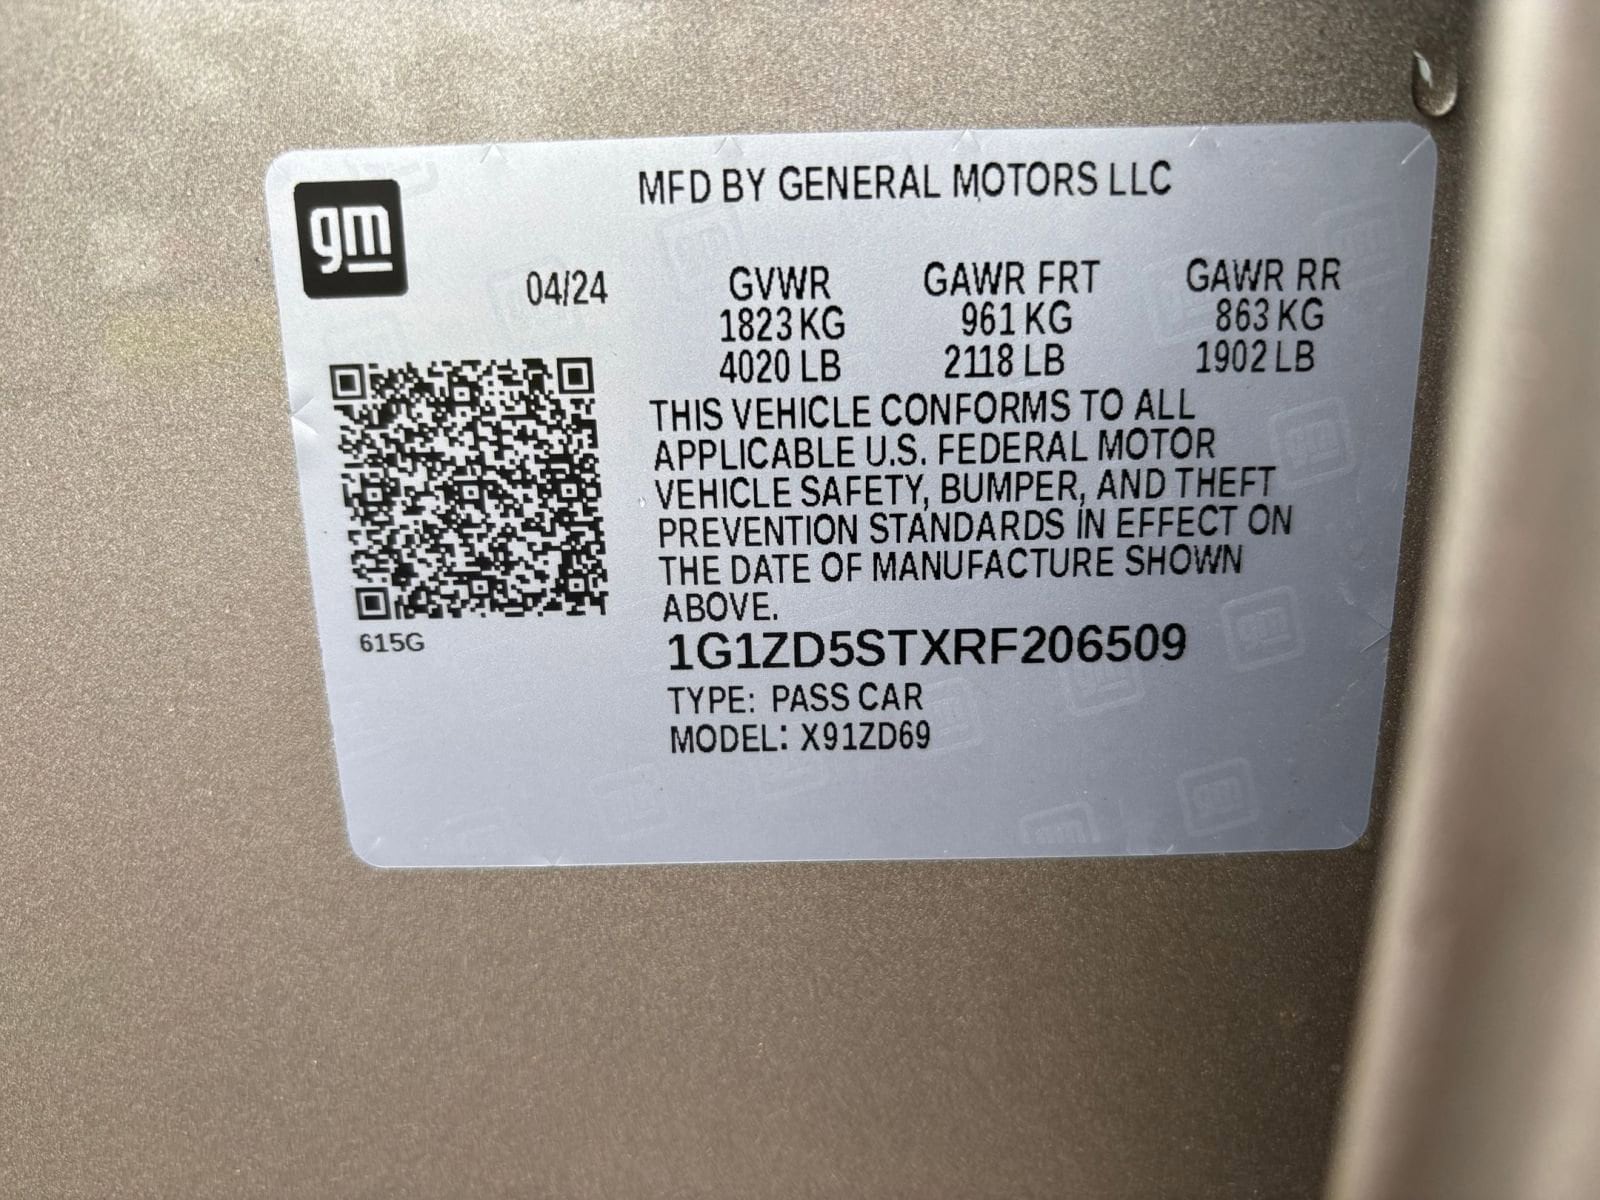 gm
MFD BY GENERAL MOTORS LLC
04/24
GVWR GAWR FRT GAWR RR
1823 KG 961 KG 863 KG
4020 LB 2118 LB 1902 LB
THIS VEHICLE CONFORMS TO ALL
APPLICABLE U.S. FEDERAL MOTOR
VEHICLE SAFETY, BUMPER, AND THEFT
PREVENTION STANDARDS IN EFFECT ON
THE DATE OF MANUFACTURE SHOWN
ABOVE.
615G
1G1ZD5STXRF206509
TYPE: PASS CAR
MODEL: X91ZD69